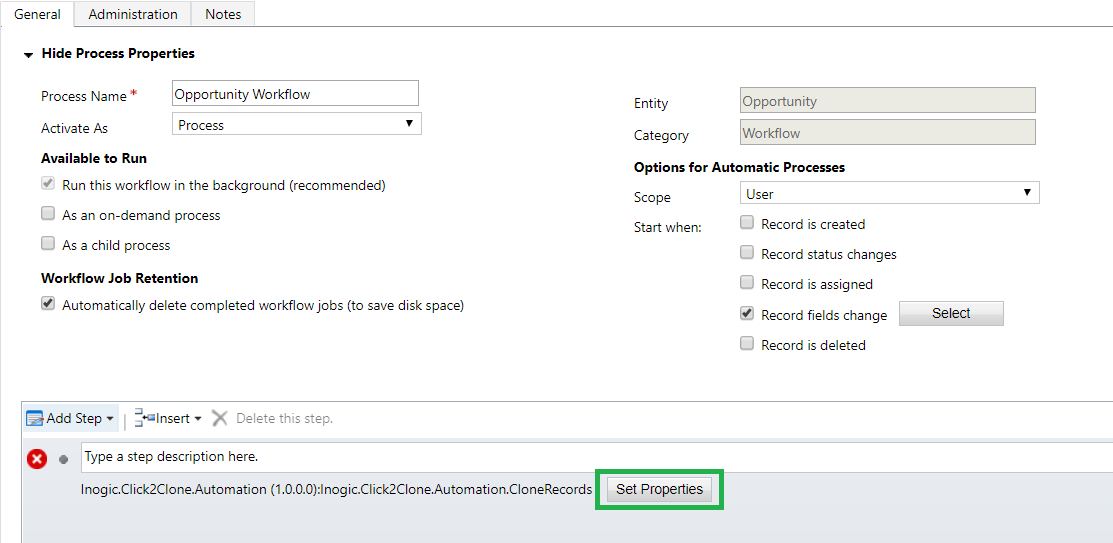 General
Administration
Notes
Hide Process Properties
Process Name *
Opportunity Workflow
Activate As
Process
Available to Run
Run this workflow in the background (recommended)
As an on-demand process
As a child process
Workflow Job Retention
Automatically delete completed workflow jobs (to save disk space)
Entity
Opportunity
Category
Workflow
Options for Automatic Processes
Scope
User
Start when:
Record is created
Record status changes
Record is assigned
Record fields change
Select
Record is deleted
Add Step
Insert
Delete this step.
Type a step description here.
Inogic.Click2Clone.Automation (1.0.0.0):Inogic.Click2Clone.Automation.CloneRecords
Set Properties